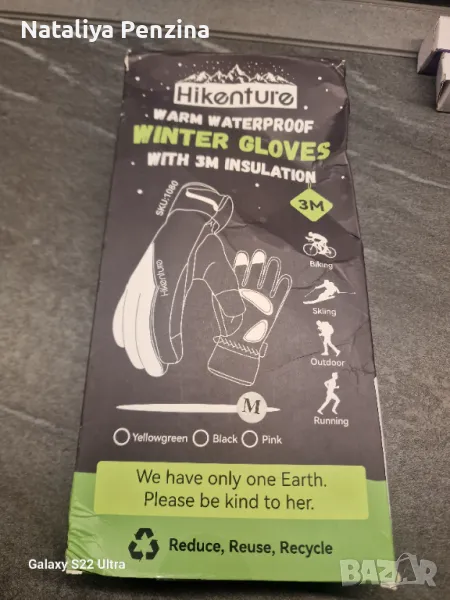 Nataliya Penzina
Hikenture
WARM WATERPROOF
WINTER GLOVES
WITH 3M INSULATION
3M
SKU:1080
Hikenture
Biking
Skiing
Outdoor
Running
M
Yellowgreen Black Pink
We have only one Earth.
Please be kind to her.
Reduce, Reuse, Recycle
Galaxy S22 Ultra
BAZAR